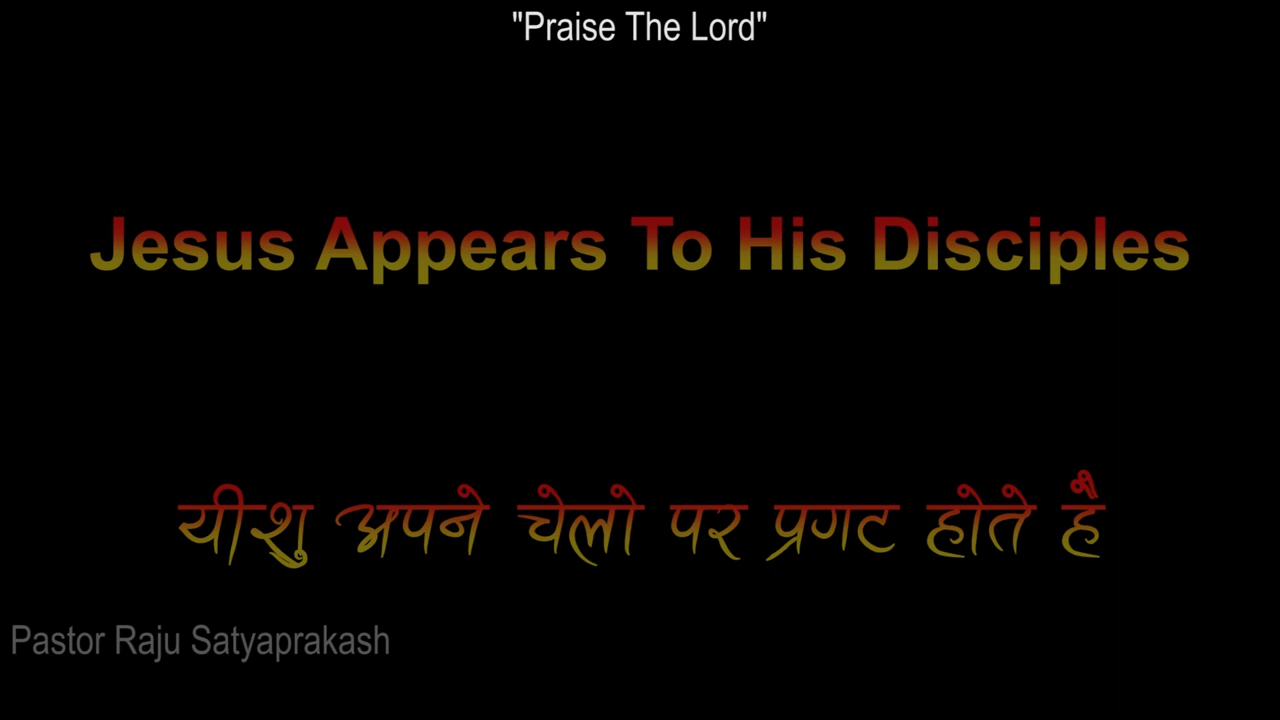 "Praise The Lord"
Jesus Appears To His Disciples
यीशु अपने चेलो पर प्रगट होते है
Pastor Raju Satyaprakash